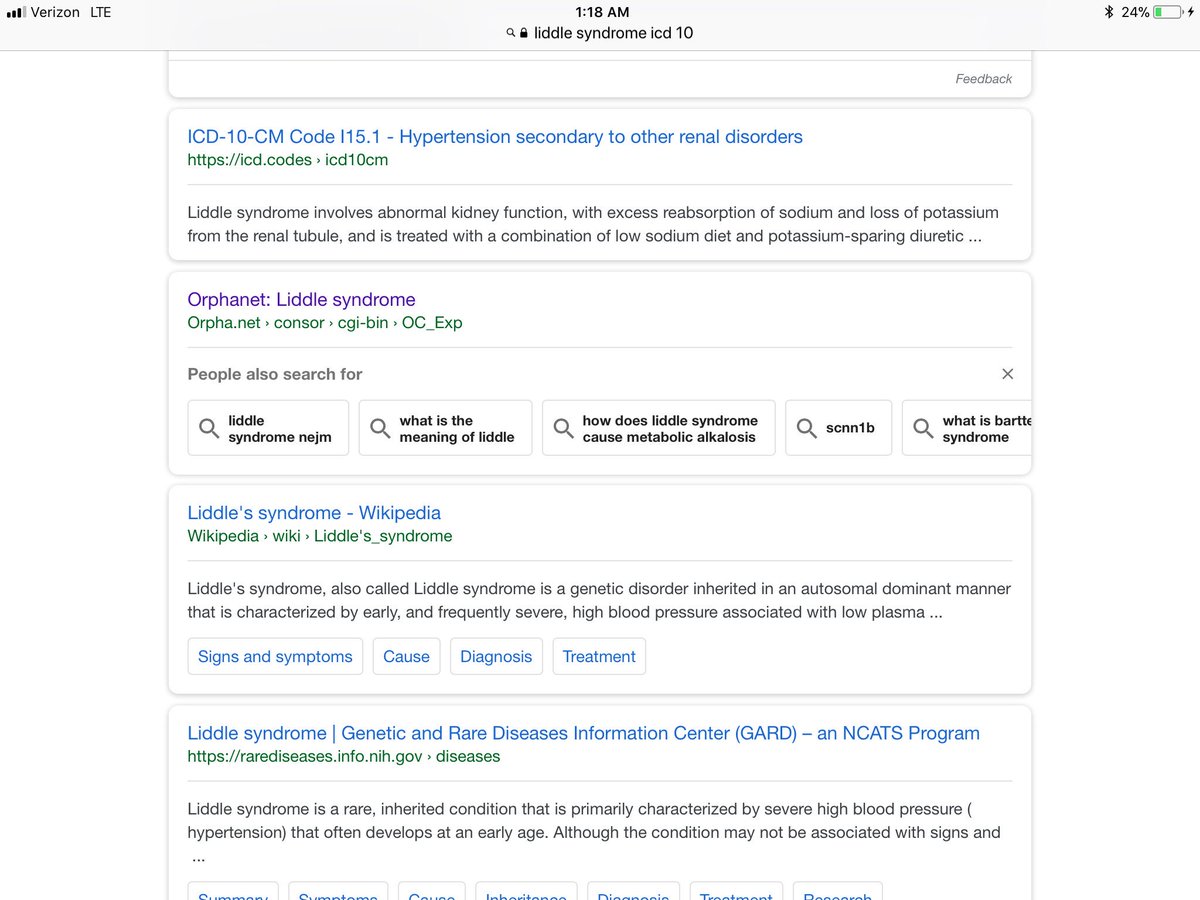 Verizon LTE
1:18 AM
24%
liddle syndrome icd 10
Feedback
ICD-10-CM Code I15.1 - Hypertension secondary to other renal disorders
https://icd.codes › icd10cm
Liddle syndrome involves abnormal kidney function, with excess reabsorption of sodium and loss of potassium
from the renal tubule, and is treated with a combination of low sodium diet and potassium-sparing diuretic ...
Orphanet: Liddle syndrome
Orpha.net › consor › cgi-bin › OC_Exp
People also search for
liddle
syndrome nejm
what is the
meaning of liddle
how does liddle syndrome
cause metabolic alkalosis
scnn1b
what is bartte
syndrome
Liddle's syndrome - Wikipedia
Wikipedia › wiki › Liddle's_syndrome
Liddle's syndrome, also called Liddle syndrome is a genetic disorder inherited in an autosomal dominant manner
that is characterized by early, and frequently severe, high blood pressure associated with low plasma ...
Signs and symptoms
Cause
Diagnosis
Treatment
Liddle syndrome | Genetic and Rare Diseases Information Center (GARD) – an NCATS Program
https://rarediseases.info.nih.gov › diseases
Liddle syndrome is a rare, inherited condition that is primarily characterized by severe high blood pressure (
hypertension) that often develops at an early age. Although the condition may not be associated with signs and
...
Summary
Symptoms
Cause
Inheritance
Diagnosis
Treatment
Research